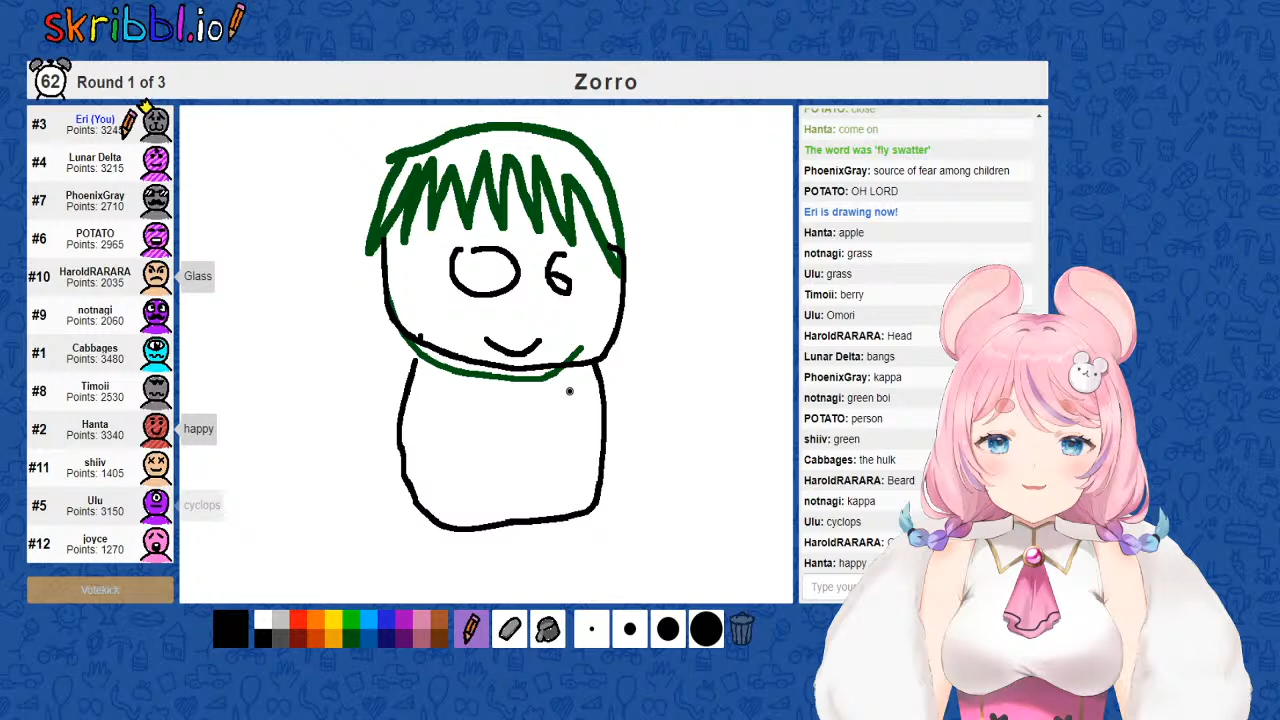 skribbl.io
62
Round 1 of 3
Zorro
#3 Eri (You)
Points: 3245
#4 Lunar Delta
Points: 3215
#7 PhoenixGray
Points: 2710
#6 POTATO
Points: 2965
#10 HaroldRARARA
Points: 2035
Glass
#9 notnagi
Points: 2060
#1 Cabbages
Points: 3480
#8 Timoii
Points: 2530
#2 Hanta
Points: 3340
happy
#11 shiiv
Points: 1405
#5 Ulu
Points: 3150
cyclops
#12 joyce
Points: 1270
Votekick
POTATO: close
Hanta: come on
The word was 'fly swatter'
PhoenixGray: source of fear among children
POTATO: OH LORD
Eri is drawing now!
Hanta: apple
notnagi: grass
Ulu: grass
Timoii: berry
Ulu: Omori
HaroldRARARA: Head
Lunar Delta: bangs
PhoenixGray: kappa
notnagi: green boi
POTATO: person
shiiv: green
Cabbages: the hulk
HaroldRARARA: Beard
notnagi: kappa
Ulu: cyclops
HaroldRARARA:
Hanta: happy
Type your